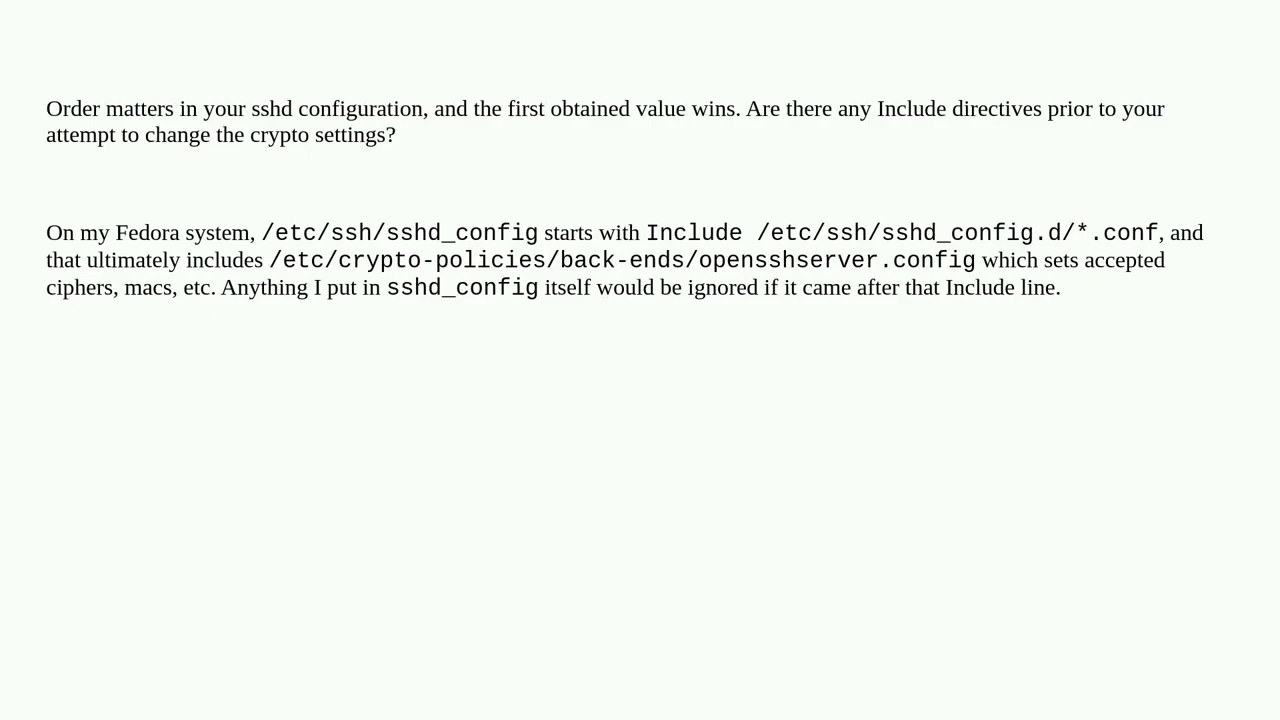 Order matters in your sshd configuration, and the first obtained value wins. Are there any Include directives prior to your
attempt to change the crypto settings?
On my Fedora system, /etc/ssh/sshd_config starts with Include /etc/ssh/sshd_config.d/*.conf, and
that ultimately includes /etc/crypto-policies/back-ends/opensshserver.config which sets accepted
ciphers, macs, etc. Anything I put in sshd_config itself would be ignored if it came after that Include line.